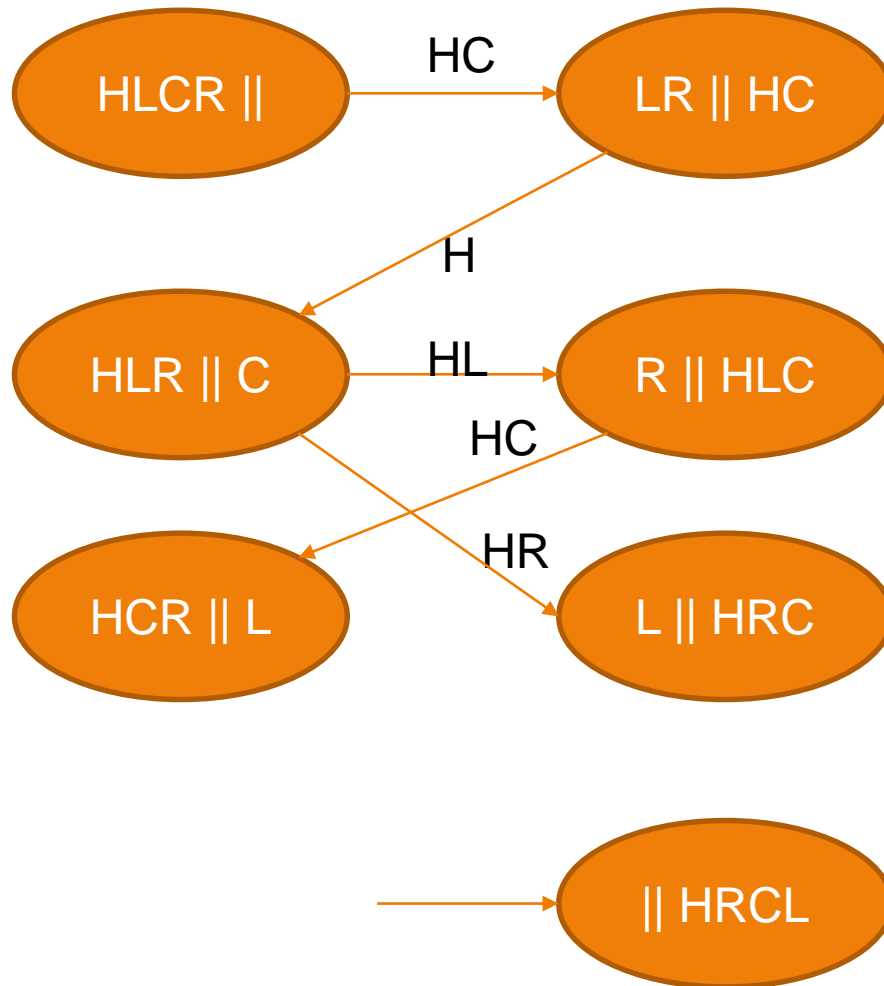 HC
HLCR ||
LR || HC
H
HLR || C
HL
R || HLC
HC
HR
HCR || L
L || HRC
|| HRCL